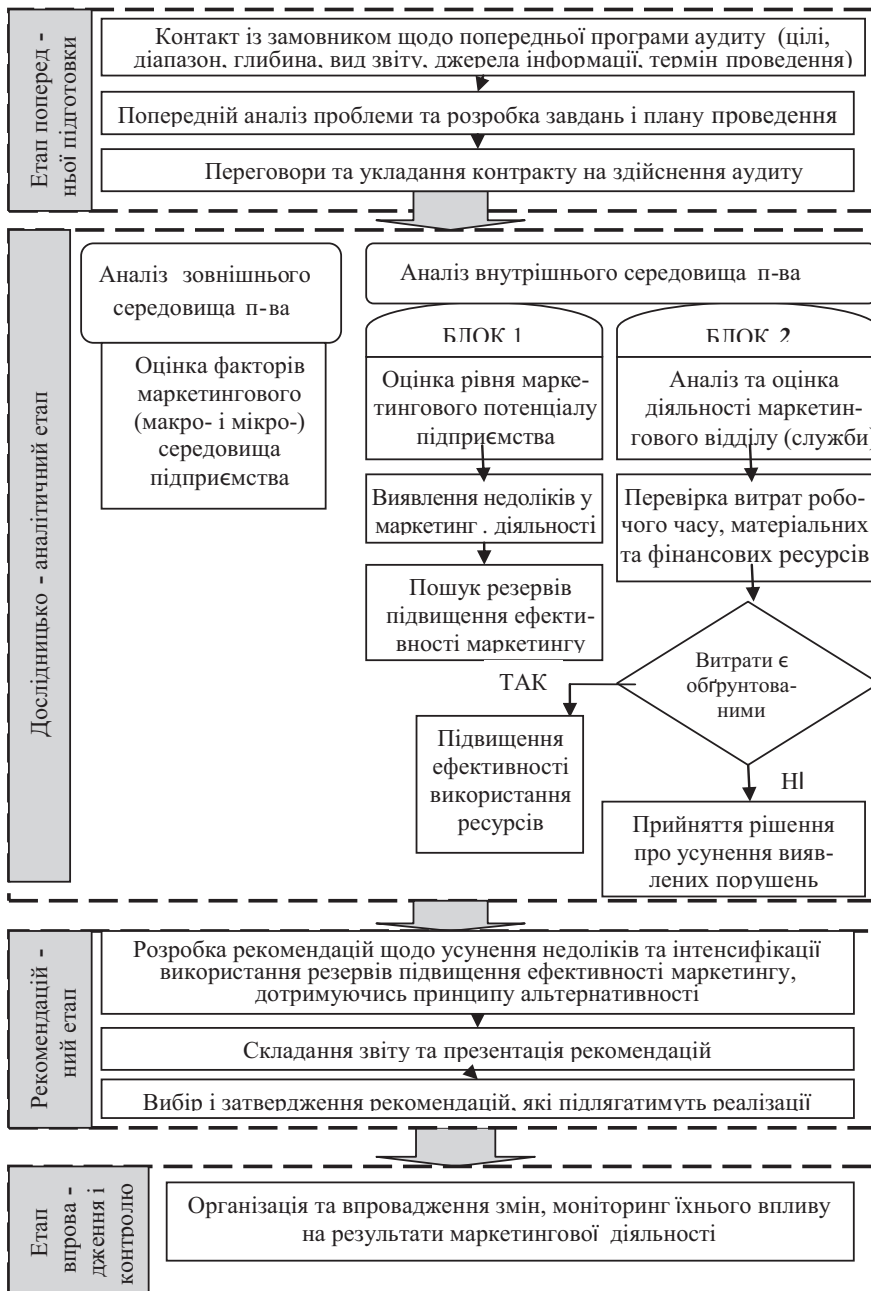 Етап поперед -
ньої підготовки
Контакт із замовником щодо попередньої програми аудиту (цілі,
діапазон, глибина, вид звіту, джерела інформації, термін проведення)
Попередній аналіз проблеми та розробка завдань і плану проведення
Переговори та укладання контракту на здійснення аудиту
Дослідницько - аналітичний етап
Аналіз зовнішнього
середовища п-ва
Оцінка факторів
маркетингового
(макро- і мікро-)
середовища
підприємства
Аналіз внутрішнього середовища п-ва
БЛОК 1
Оцінка рівня марке-
тингового потенціалу
підприємства
Виявлення недоліків у
маркетинг . діяльності
Пошук резервів
підвищення ефекти-
вності маркетингу
БЛОК 2
Аналіз та оцінка
діяльності маркетин-
гового відділу (служби)
Перевірка витрат робо-
чого часу, матеріальних
та фінансових ресурсів
Витрати є
обґрунтова-
ними
ТАК
Підвищення
ефективності
використання
ресурсів
НІ
Прийняття рішення
про усунення вияв-
лених порушень
Рекомендацій -
ний етап
Розробка рекомендацій щодо усунення недоліків та інтенсифікації
використання резервів підвищення ефективності маркетингу,
дотримуючись принципу альтернативності
Складання звіту та презентація рекомендацій
Вибір і затвердження рекомендацій, які підлягатимуть реалізації
Етап
впрова -
дження і
контролю
Організація та впровадження змін, моніторинг їхнього впливу
на результати маркетингової діяльності